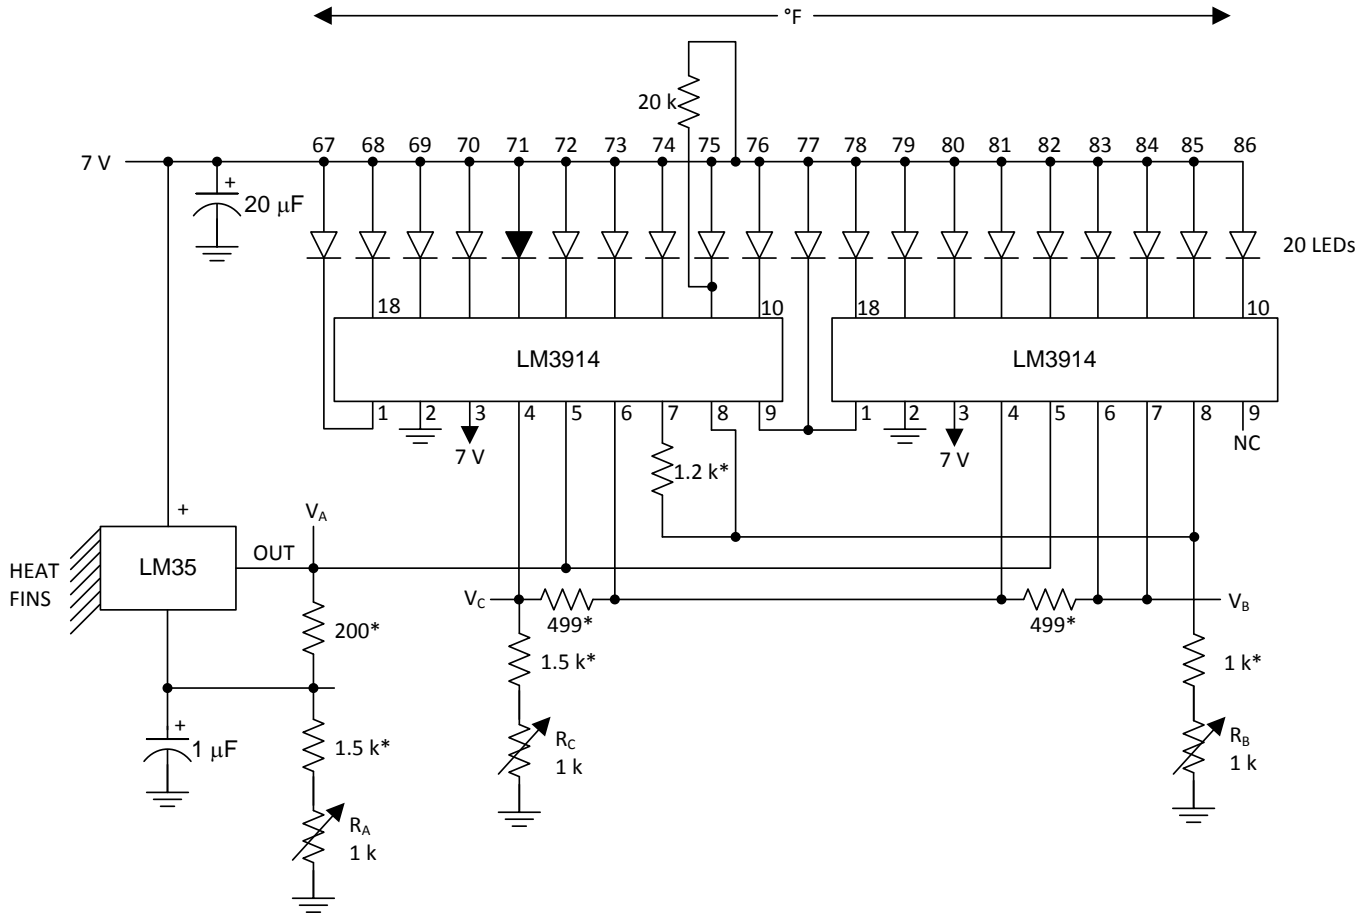 °F
20 k
67 68 69 70 71 72 73 74 75 76 77 78 79 80 81 82 83 84 85 86
7 V
+
20 μF
20 LEDs
18 10 18 10
LM3914 LM3914
1 2 3 4 5 6 7 8 9 1 2 3 4 5 6 7 8 9
7 V 7 V NC
1.2 k*
+
V_A
LM35 OUT
HEAT
FINS
V_C V_B
499* 499*
200*
1.5 k* 1 k*
+
1 μF
1.5 k*
R_C
1 k
R_B
1 k
R_A
1 k